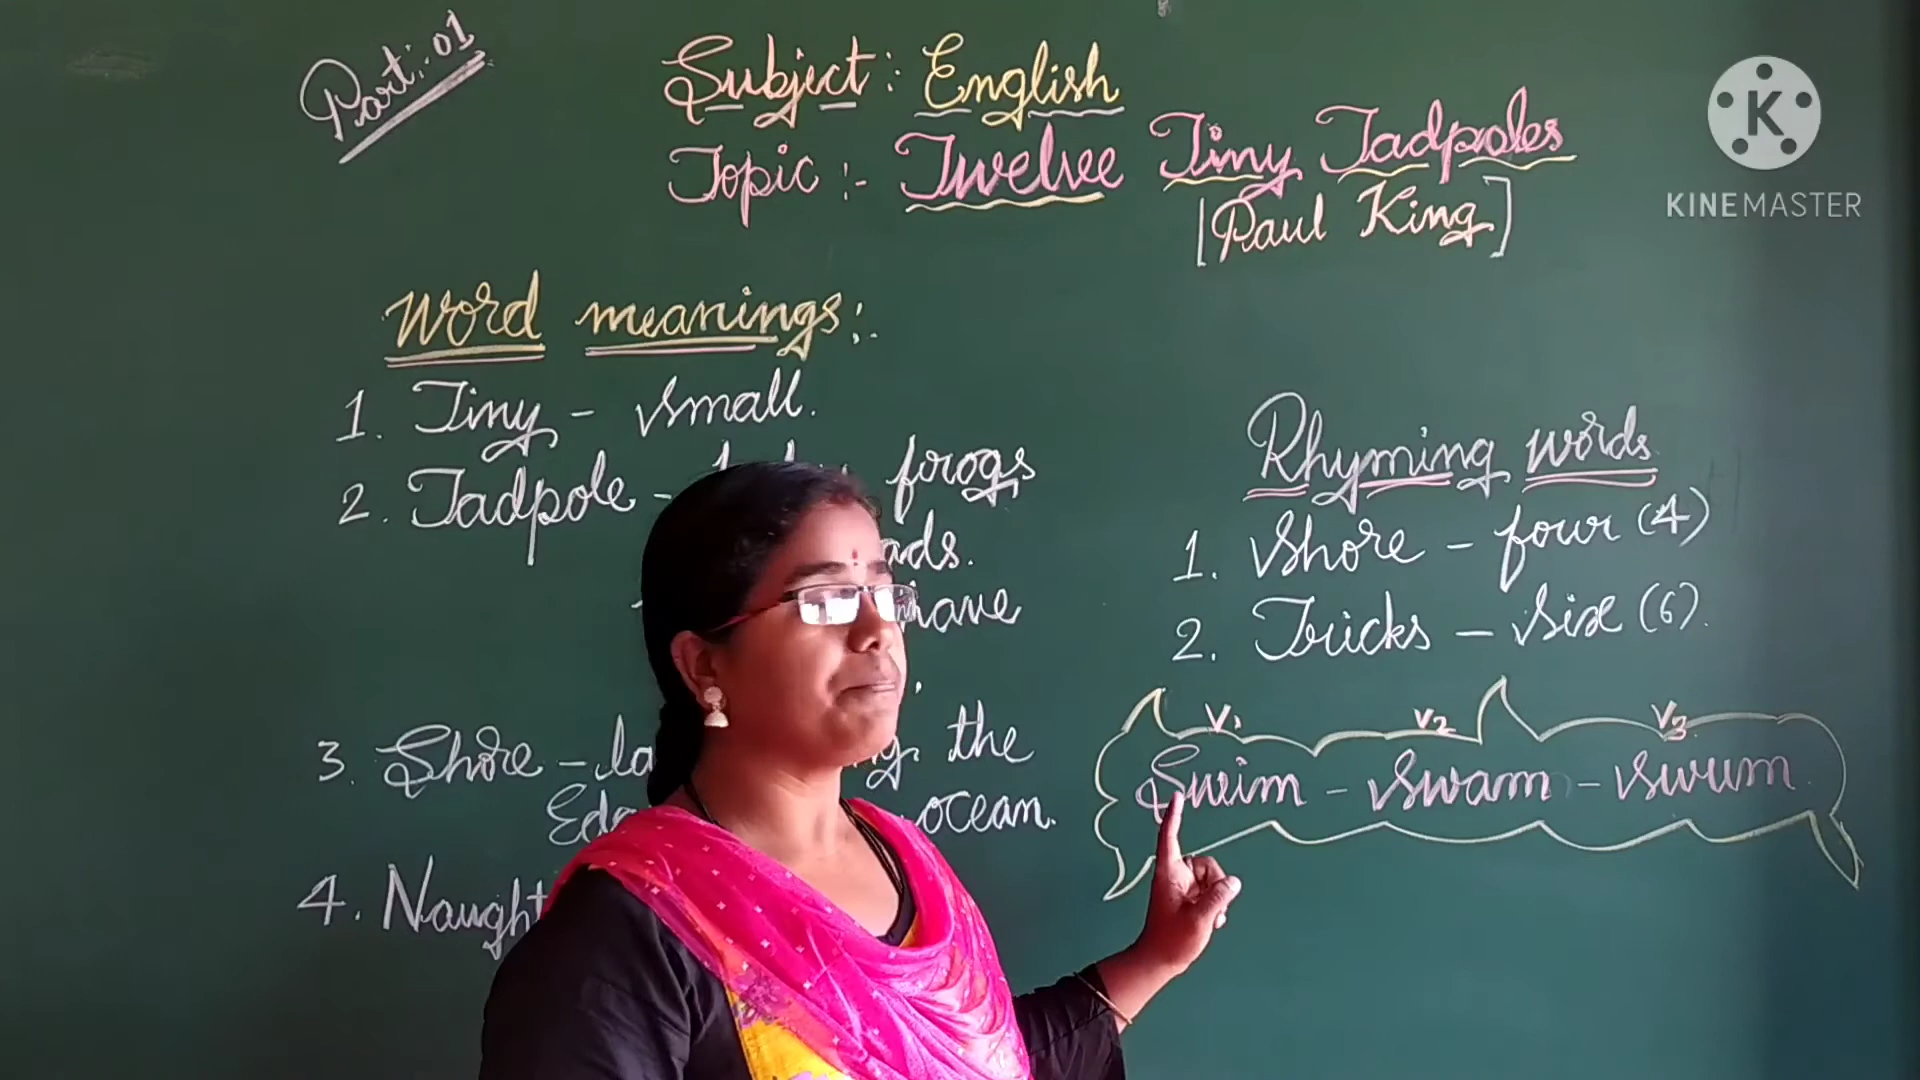 Part:-01
Subject:- English
Topic:- Twelve Tiny Tadpoles
[Paul King]
KINEMASTER
Word meanings:-
1. Tiny - small.
2. Tadpole - frogs
have
3. Shore - the
ocean.
4.
Rhyming words
1. Shore - four (4)
2. Tricks - six (6).
V1 V2 V3
Swim - swam - swum.